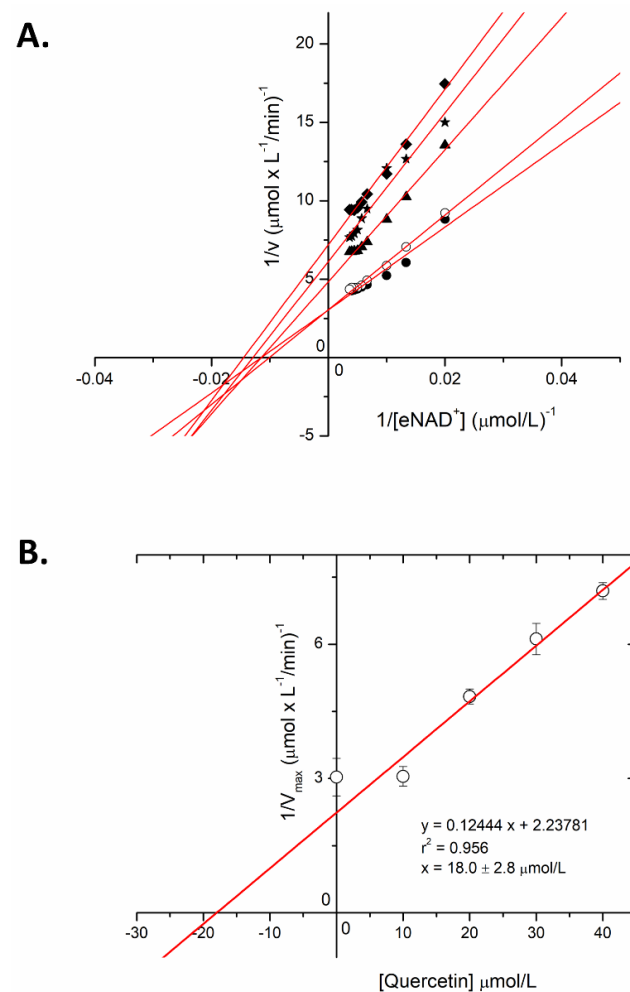 A.
20
15
10
5
0
-5
1/v (μmol x L⁻¹/min)⁻¹
-0.04
-0.02
0
0.02
0.04
1/[eNAD⁺] (μmol/L)⁻¹
B.
6
3
0
1/Vmax (μmol x L⁻¹/min)⁻¹
y = 0.12444 x + 2.23781
r² = 0.956
x = 18.0 ± 2.8 μmol/L
-30
-20
-10
0
10
20
30
40
[Quercetin] μmol/L